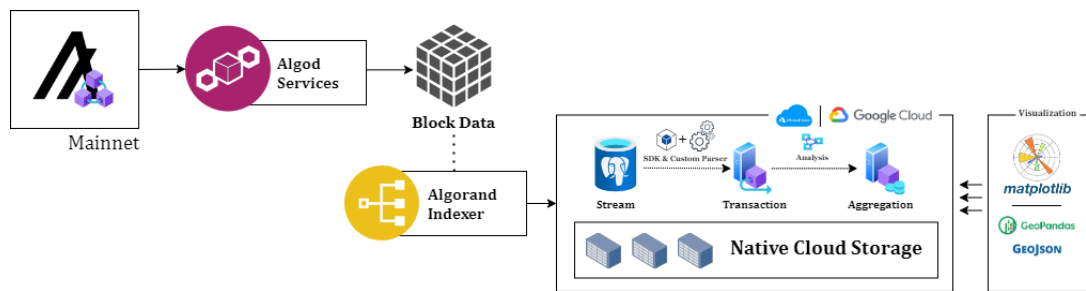 Mainnet
Algod
Services
Block Data
Algorand
Indexer
Google Cloud
SDK & Custom Parser
Analysis
Stream
Transaction
Aggregation
Native Cloud Storage
Visualization
matplotlib
GeoPandas
GEOJSON